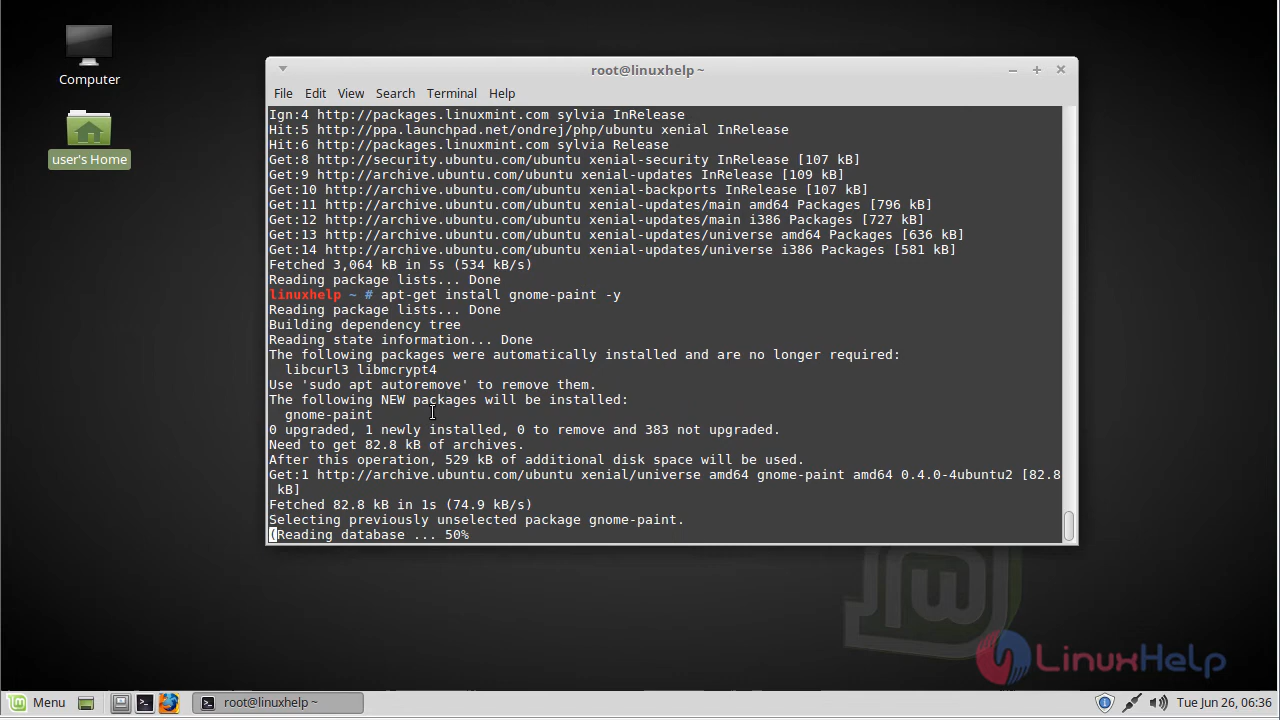 Computer
user's Home
root@linuxhelp ~
File Edit View Search Terminal Help
Ign:4 http://packages.linuxmint.com sylvia InRelease
Hit:5 http://ppa.launchpad.net/ondrej/php/ubuntu xenial InRelease
Hit:6 http://packages.linuxmint.com sylvia Release
Get:8 http://security.ubuntu.com/ubuntu xenial-security InRelease [107 kB]
Get:9 http://archive.ubuntu.com/ubuntu xenial-updates InRelease [109 kB]
Get:10 http://archive.ubuntu.com/ubuntu xenial-backports InRelease [107 kB]
Get:11 http://archive.ubuntu.com/ubuntu xenial-updates/main amd64 Packages [796 kB]
Get:12 http://archive.ubuntu.com/ubuntu xenial-updates/main i386 Packages [727 kB]
Get:13 http://archive.ubuntu.com/ubuntu xenial-updates/universe amd64 Packages [636 kB]
Get:14 http://archive.ubuntu.com/ubuntu xenial-updates/universe i386 Packages [581 kB]
Fetched 3,064 kB in 5s (534 kB/s)
Reading package lists... Done
linuxhelp ~ # apt-get install gnome-paint -y
Reading package lists... Done
Building dependency tree
Reading state information... Done
The following packages were automatically installed and are no longer required:
  libcurl3 libmcrypt4
Use 'sudo apt autoremove' to remove them.
The following NEW packages will be installed:
  gnome-paint
0 upgraded, 1 newly installed, 0 to remove and 383 not upgraded.
Need to get 82.8 kB of archives.
After this operation, 529 kB of additional disk space will be used.
Get:1 http://archive.ubuntu.com/ubuntu xenial/universe amd64 gnome-paint amd64 0.4.0-4ubuntu2 [82.8
 kB]
Fetched 82.8 kB in 1s (74.9 kB/s)
Selecting previously unselected package gnome-paint.
(Reading database ... 50%
LinuxHelp
Menu
root@linuxhelp ~
Tue Jun 26, 06:36